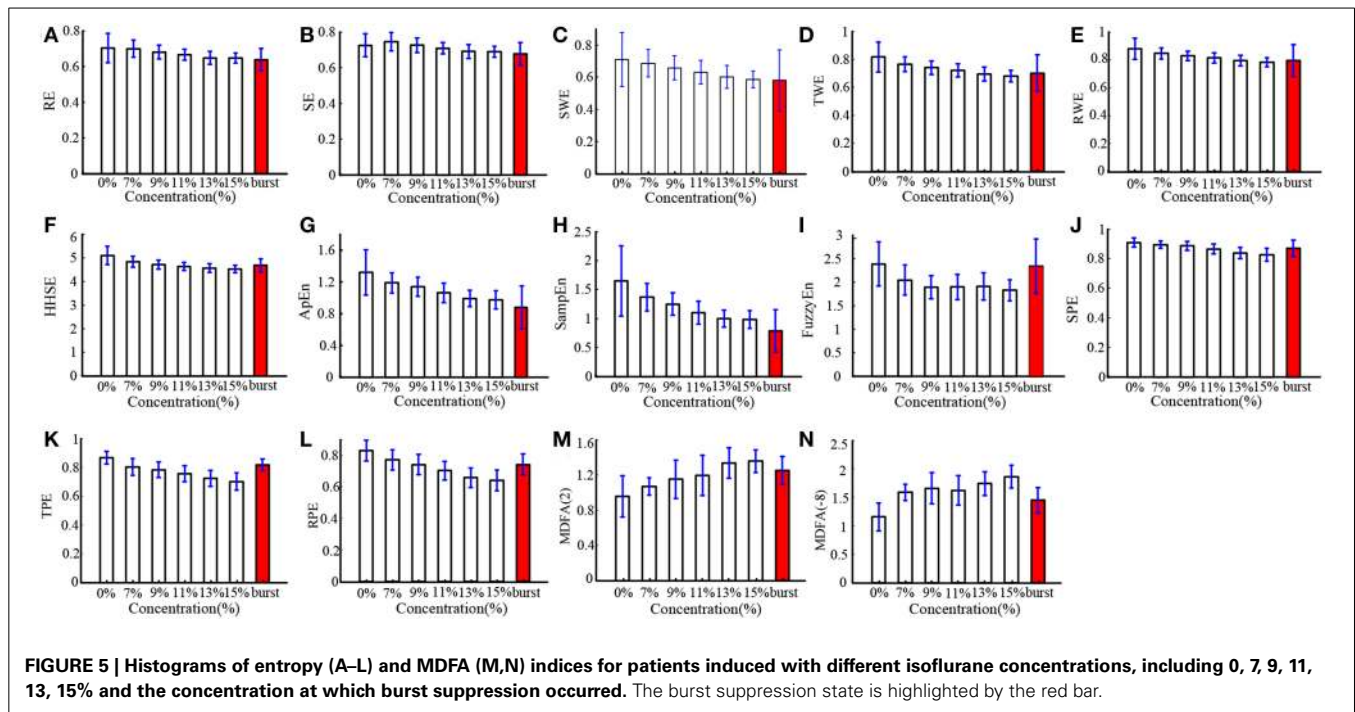 A
RE
0.8
0.6
0.4
0.2
0
0% 7% 9% 11% 13% 15% burst
Concentration(%)
B
SE
0.8
0.6
0.4
0.2
0
0% 7% 9% 11% 13% 15% burst
Concentration(%)
C
SWE
0.8
0.6
0.4
0.2
0
0% 7% 9% 11% 13% 15% burst
Concentration(%)
D
TWE
1
0.8
0.6
0.4
0.2
0
0% 7% 9% 11% 13% 15% burst
Concentration(%)
E
RWE
1
0.8
0.6
0.4
0.2
0
0% 7% 9% 11% 13% 15% burst
Concentration(%)
F
HHSE
6
5
4
3
2
1
0
0% 7% 9% 11% 13% 15% burst
Concentration(%)
G
ApEn
1.6
1.2
0.8
0.4
0
0% 7% 9% 11% 13% 15% burst
Concentration(%)
H
SampEn
2.5
2
1.5
1
0.5
0
0% 7% 9% 11% 13% 15% burst
Concentration(%)
I
FuzzyEn
3
2.5
2
1.5
1
0.5
0
0% 7% 9% 11% 13% 15% burst
Concentration(%)
J
SPE
1
0.8
0.6
0.4
0.2
0
0% 7% 9% 11% 13% 15% burst
Concentration(%)
K
TPE
1
0.8
0.6
0.4
0.2
0
0% 7% 9% 11% 13% 15% burst
Concentration(%)
L
RPE
0.8
0.6
0.4
0.2
0
0% 7% 9% 11% 13% 15% burst
Concentration(%)
M
MDFA(2)
1.6
1.2
0.8
0.4
0
0% 7% 9% 11% 13% 15% burst
Concentration(%)
N
MDFA(-8)
2.5
2
1.5
1
0.5
0
0% 7% 9% 11% 13% 15% burst
Concentration(%)
FIGURE 5 | Histograms of entropy (A–L) and MDFA (M,N) indices for patients induced with different isoflurane concentrations, including 0, 7, 9, 11,
13, 15% and the concentration at which burst suppression occurred. The burst suppression state is highlighted by the red bar.